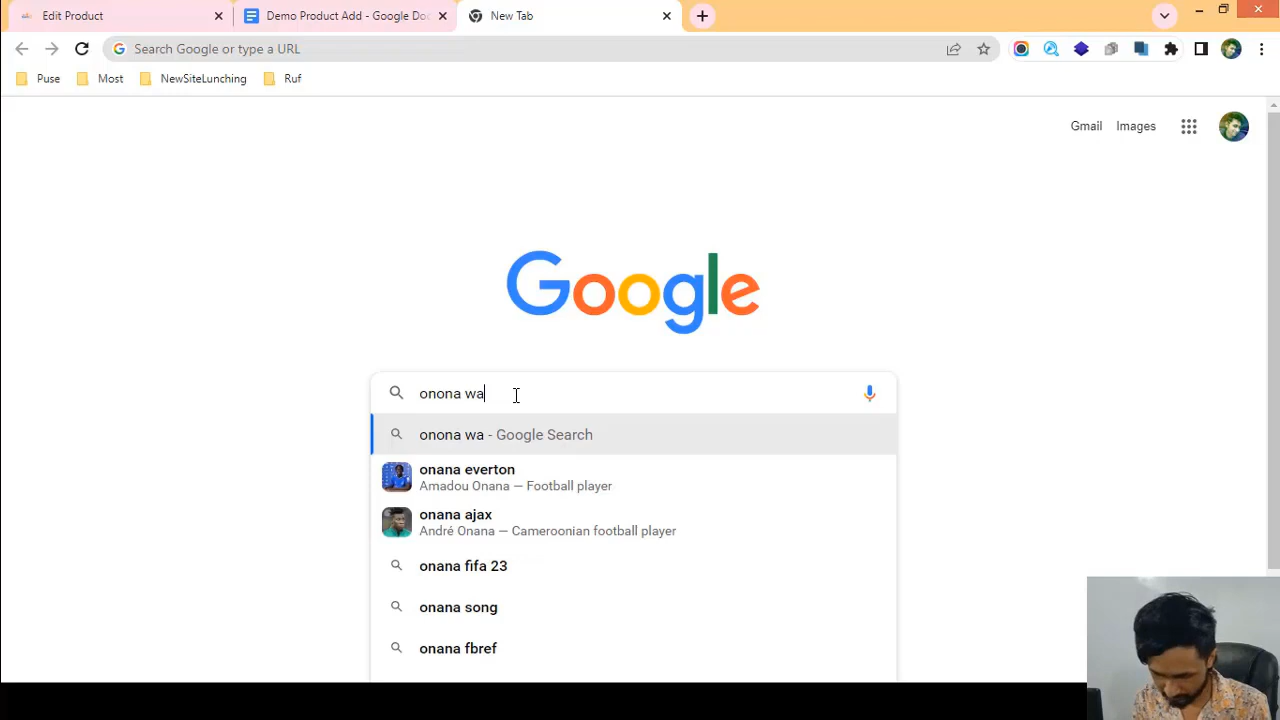 Edit Product
Demo Product Add - Google Doc
New Tab
Search Google or type a URL
Puse
Most
NewSiteLunching
Ruf
Gmail
Images
Google
onona wa
onona wa - Google Search
onana everton
Amadou Onana — Football player
onana ajax
André Onana — Cameroonian football player
onana fifa 23
onana song
onana fbref